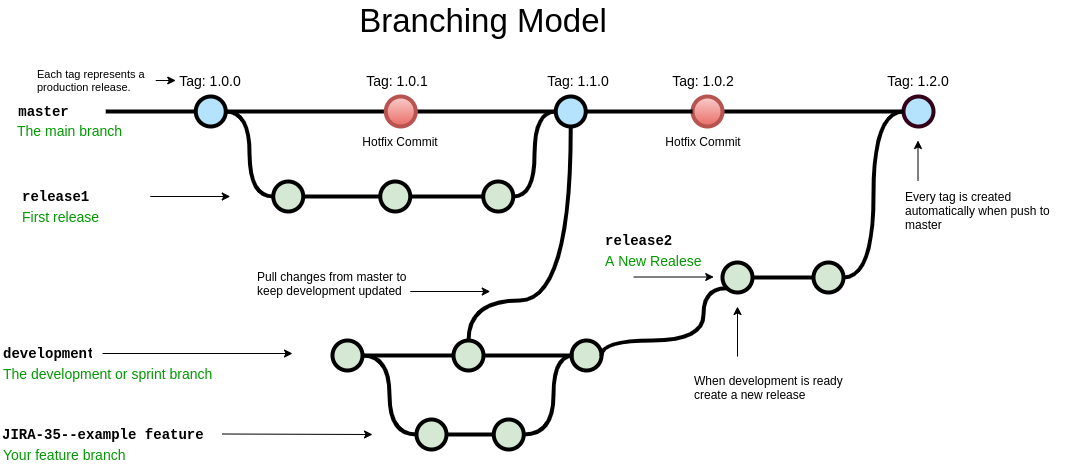 Branching Model
Each tag represents a
production release.
Tag: 1.0.0
Tag: 1.0.1
Tag: 1.1.0
Tag: 1.0.2
Tag: 1.2.0
master
The main branch
Hotfix Commit
Hotfix Commit
release1
First release
Every tag is created
automatically when push to
master
release2
A New Realese
Pull changes from master to
keep development updated
development
The development or sprint branch
When development is ready
create a new release
JIRA-35--example feature
Your feature branch